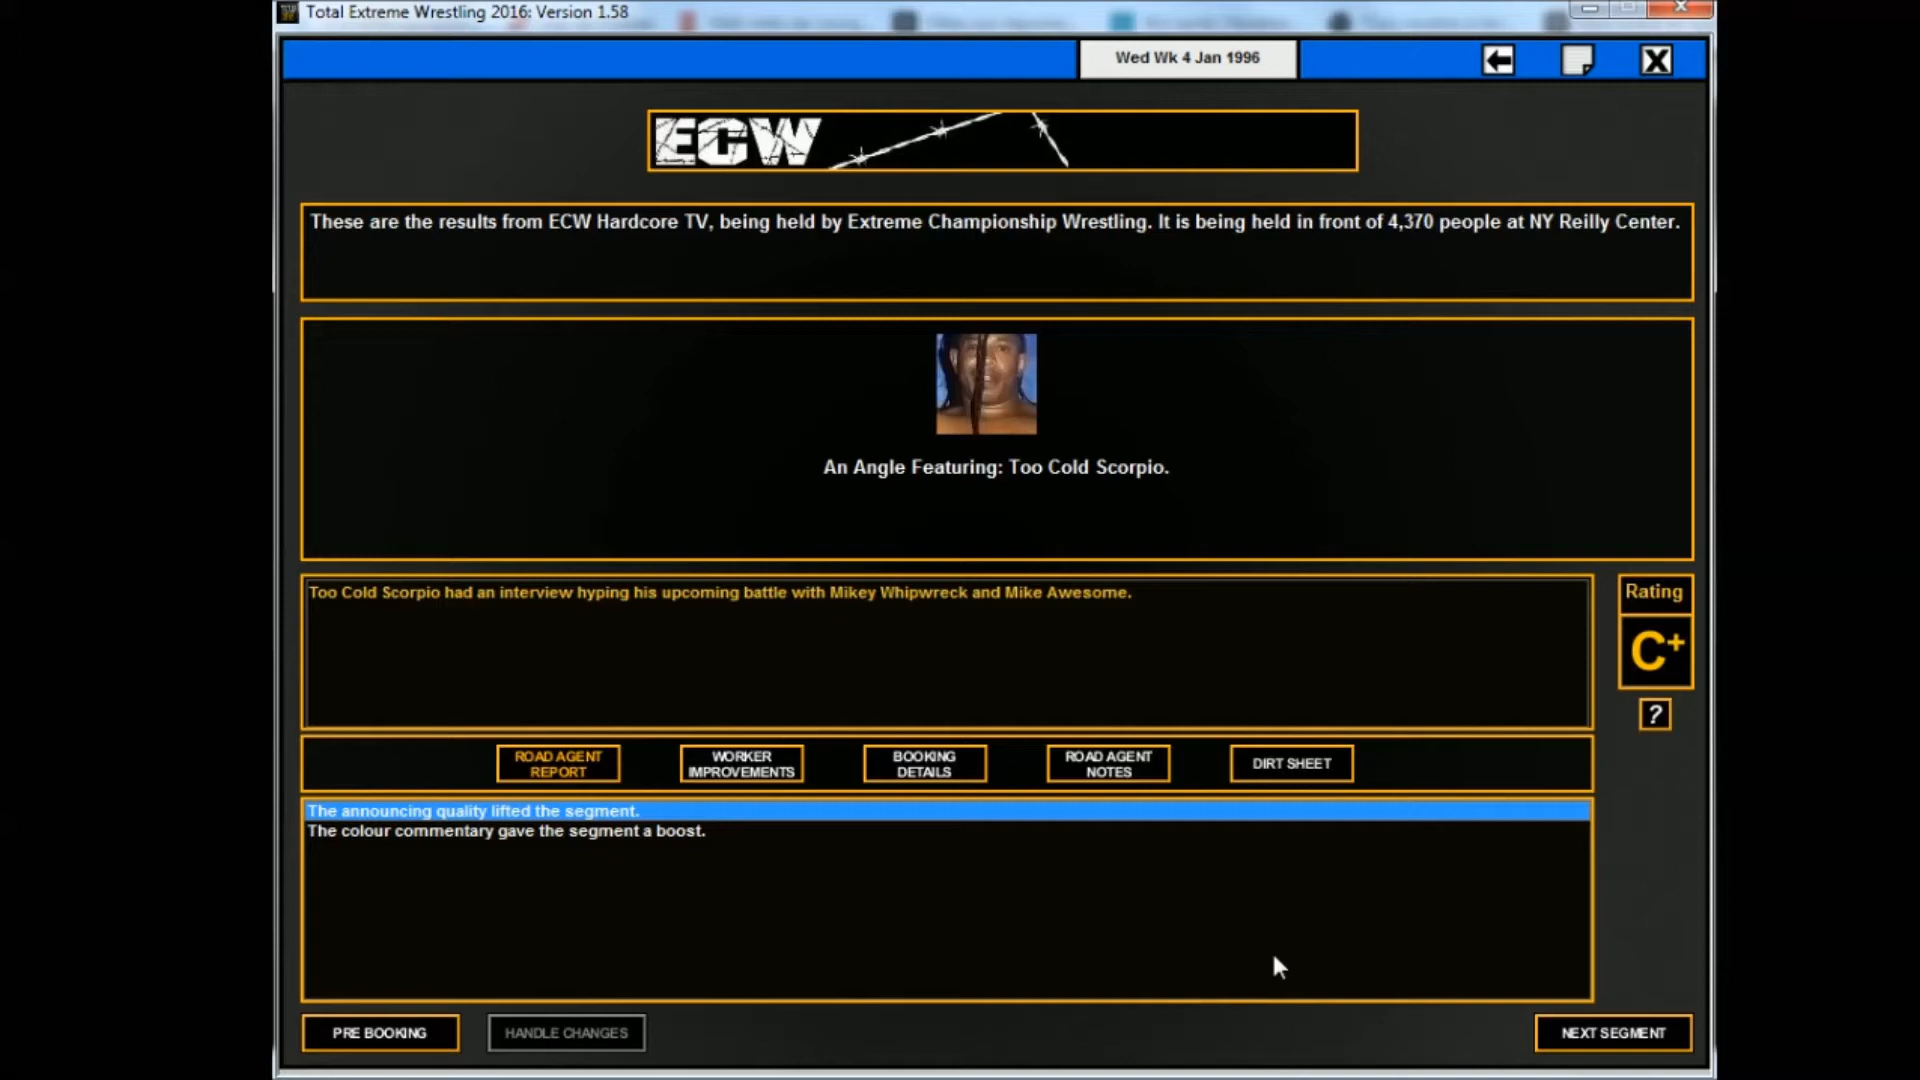 Total Extreme Wrestling 2016: Version 1.58
Wed Wk 4 Jan 1996
ECW
These are the results from ECW Hardcore TV, being held by Extreme Championship Wrestling. It is being held in front of 4,370 people at NY Reilly Center.
An Angle Featuring: Too Cold Scorpio.
Too Cold Scorpio had an interview hyping his upcoming battle with Mikey Whipwreck and Mike Awesome.
Rating
C+
?
ROAD AGENT
REPORT
WORKER
IMPROVEMENTS
BOOKING
DETAILS
ROAD AGENT
NOTES
DIRT SHEET
The announcing quality lifted the segment.
The colour commentary gave the segment a boost.
PRE BOOKING
HANDLE CHANGES
NEXT SEGMENT